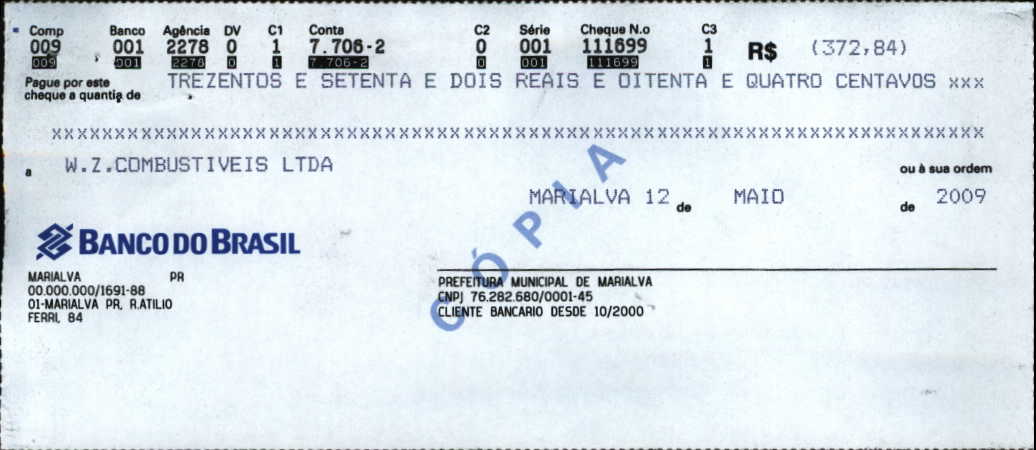 Comp Banco Agência DV C1 Conta C2 Série Cheque N.o C3
009 001 2278 0 1 7.706-2 0 001 111699 1 R$ (372,84)
009 001 2278 0 1 7.706-2 0 001 111699 1
Pague por este
cheque a quantia de TREZENTOS E SETENTA E DOIS REAIS E OITENTA E QUATRO CENTAVOS xxx
xxxxxxxxxxxxxxxxxxxxxxxxxxxxxxxxxxxxxxxxxxxxxxxxxxxxxxxxxxxxxxxxxxxxxxxxxx
a W.Z.COMBUSTIVEIS LTDA ou à sua ordem
MARIALVA 12 de MAIO de 2009
BANCO DO BRASIL
MARIALVA PR
00.000.000/1691-88
01-MARIALVA PR, R.ATILIO
FERRI, 84
PREFEITURA MUNICIPAL DE MARIALVA
CNPJ 76.282.680/0001-45
CLIENTE BANCARIO DESDE 10/2000
CÓPIA